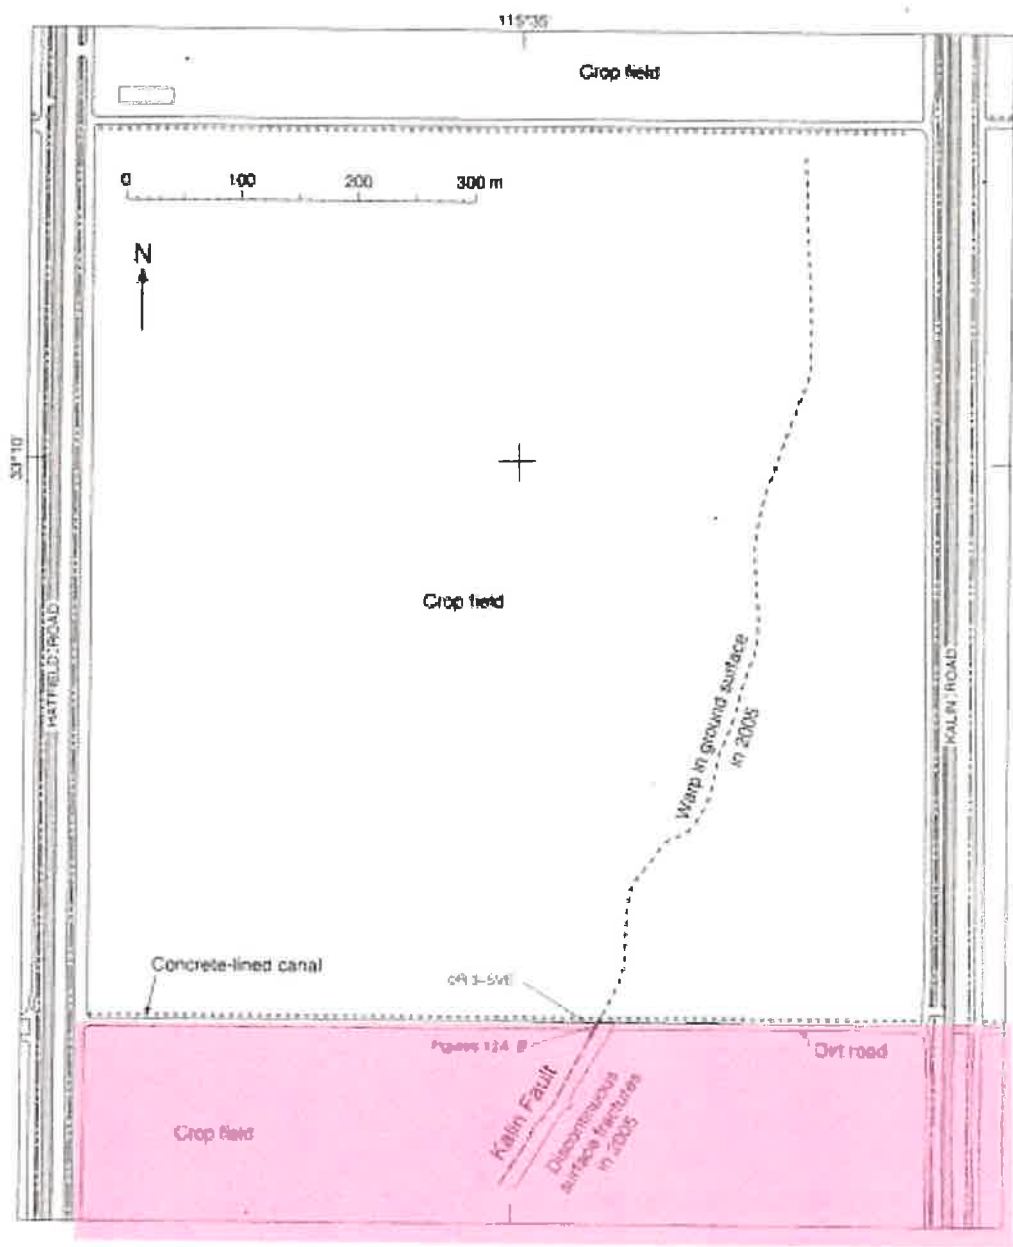 115°35'
Crop field
0 100 200 300 m
N
33°10'
Crop field
HATFIELD ROAD
KALIN ROAD
Warp in ground surface
in 2005
Concrete-lined canal
Dirt road
Kalin Fault
Discontinuous
surface fractures
in 2005
Crop field